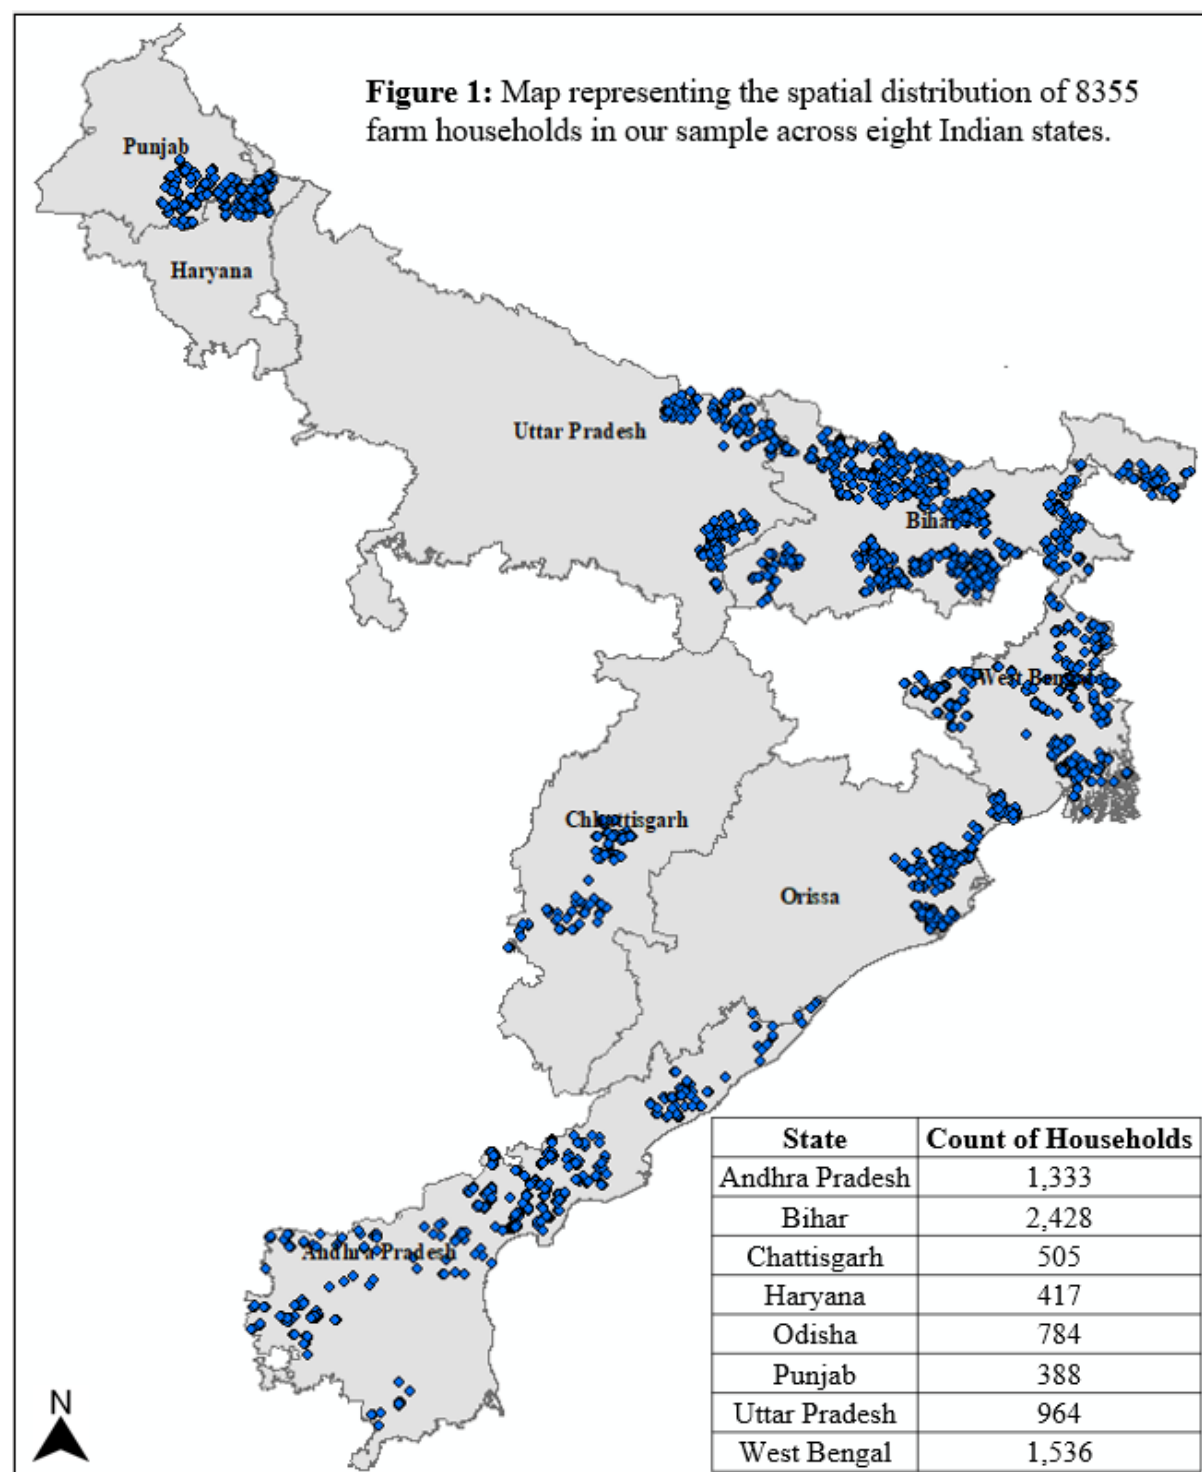 Figure 1: Map representing the spatial distribution of 8355
farm households in our sample across eight Indian states.
Punjab
Haryana
Uttar Pradesh
Bihar
West Bengal
Chhattisgarh
Orissa
Andhra Pradesh
State Count of Households
Andhra Pradesh 1,333
Bihar 2,428
Chattisgarh 505
Haryana 417
Odisha 784
Punjab 388
Uttar Pradesh 964
West Bengal 1,536
N